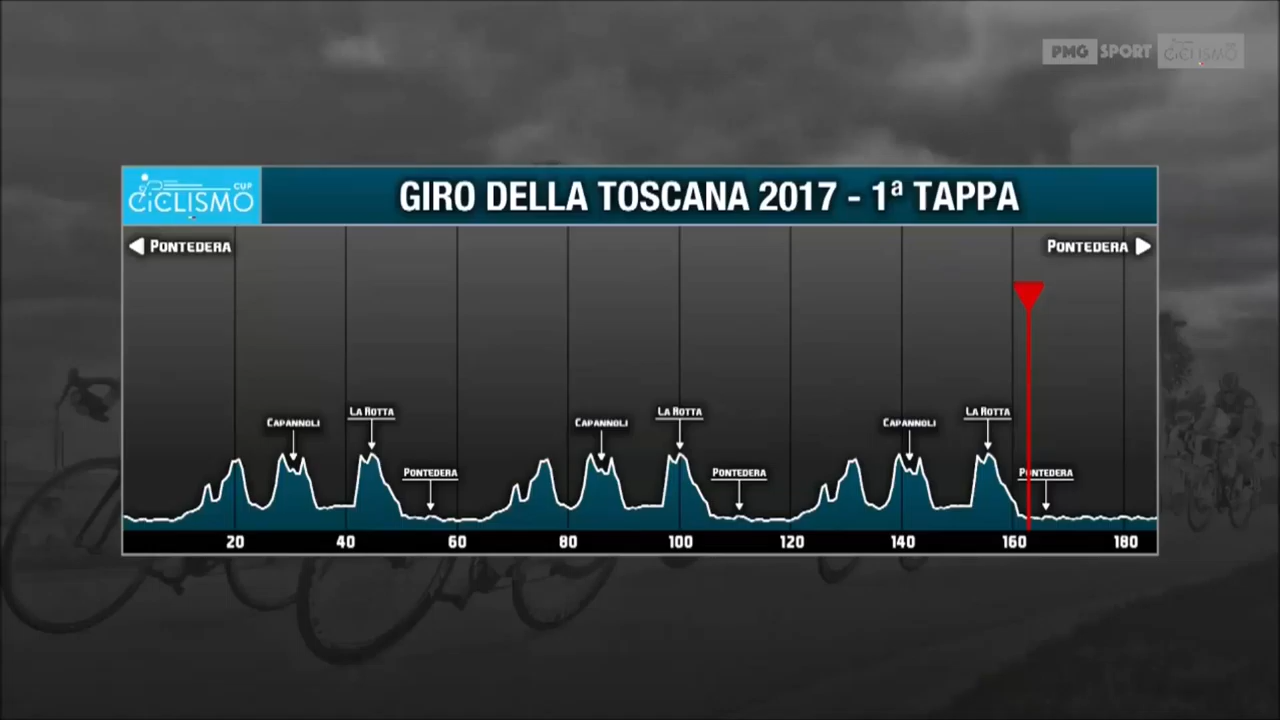 PMG SPORT CICLISMO
CICLISMO CUP
GIRO DELLA TOSCANA 2017 - 1ª TAPPA
PONTEDERA PONTEDERA
LA ROTTA LA ROTTA LA ROTTA
CAPANNOLI CAPANNOLI CAPANNOLI
PONTEDERA PONTEDERA PONTEDERA
20 40 60 80 100 120 140 160 180